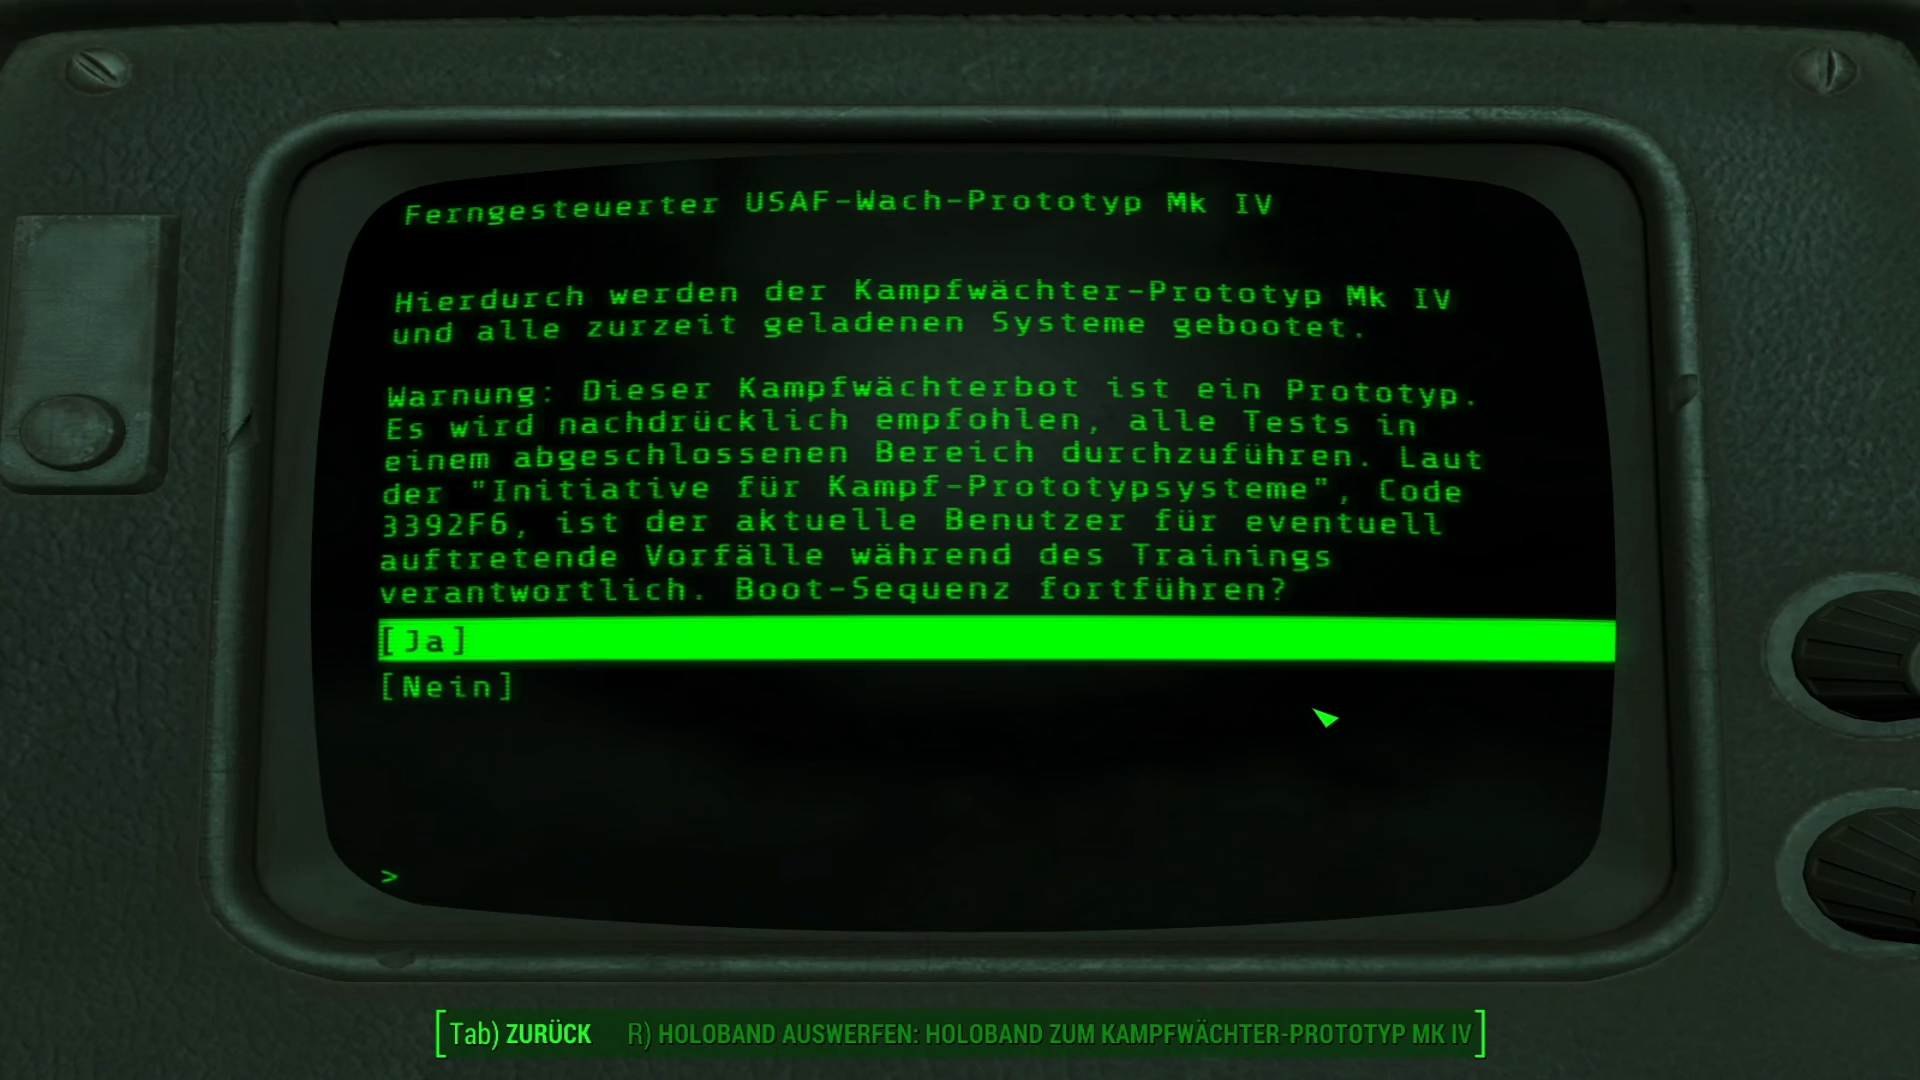 Ferngesteuerter USAF-Wach-Prototyp Mk IV
Hierdurch werden der Kampfwächter-Prototyp Mk IV
und alle zurzeit geladenen Systeme gebootet.
Warnung: Dieser Kampfwächterbot ist ein Prototyp.
Es wird nachdrücklich empfohlen, alle Tests in
einem abgeschlossenen Bereich durchzuführen. Laut
der "Initiative für Kampf-Prototypsysteme", Code
3392F6, ist der aktuelle Benutzer für eventuell
auftretende Vorfälle während des Trainings
verantwortlich. Boot-Sequenz fortführen?
[Ja]
[Nein]
>
[Tab) ZURÜCK R) HOLOBAND AUSWERFEN: HOLOBAND ZUM KAMPFWÄCHTER-PROTOTYP MK IV]